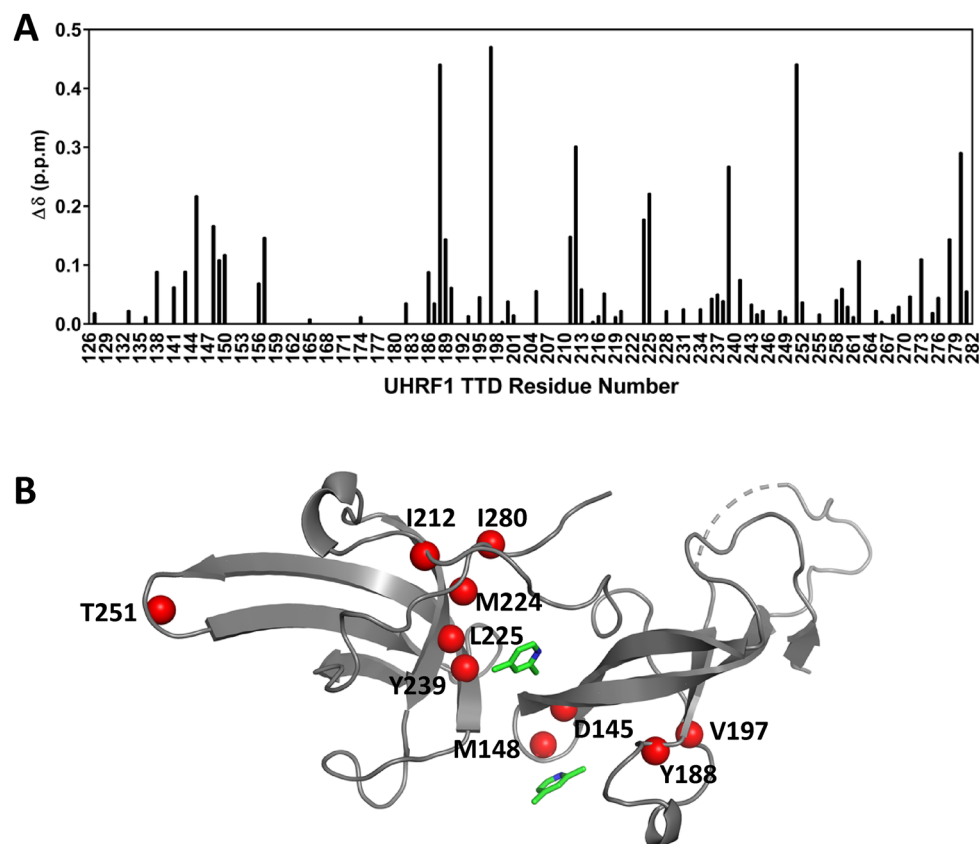 A
0.5
0.4
0.3
0.2
0.1
0.0
Δδ (p.p.m)
126 129 132 135 138 141 144 147 150 153 156 159 162 165 168 171 174 177 180 183 186 189 192 195 198 201 204 207 210 213 216 219 222 225 228 231 234 237 240 243 246 249 252 255 258 261 264 267 270 273 276 279 282
UHRF1 TTD Residue Number
B
I212 I280
T251
M224
L225
Y239
D145
M148
V197
Y188